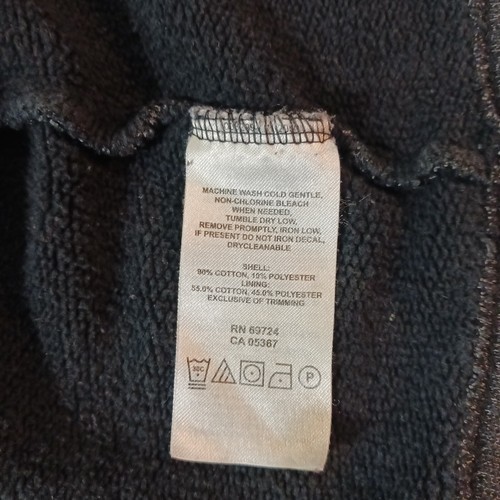 MACHINE WASH COLD GENTLE,
NON-CHLORINE BLEACH
WHEN NEEDED,
TUMBLE DRY LOW,
REMOVE PROMPTLY, IRON LOW,
IF PRESENT DO NOT IRON DECAL,
DRYCLEANABLE
SHELL:
90% COTTON, 10% POLYESTER
LINING:
55.0% COTTON, 45.0% POLYESTER
EXCLUSIVE OF TRIMMING
RN 69724
CA 05367
30C
P